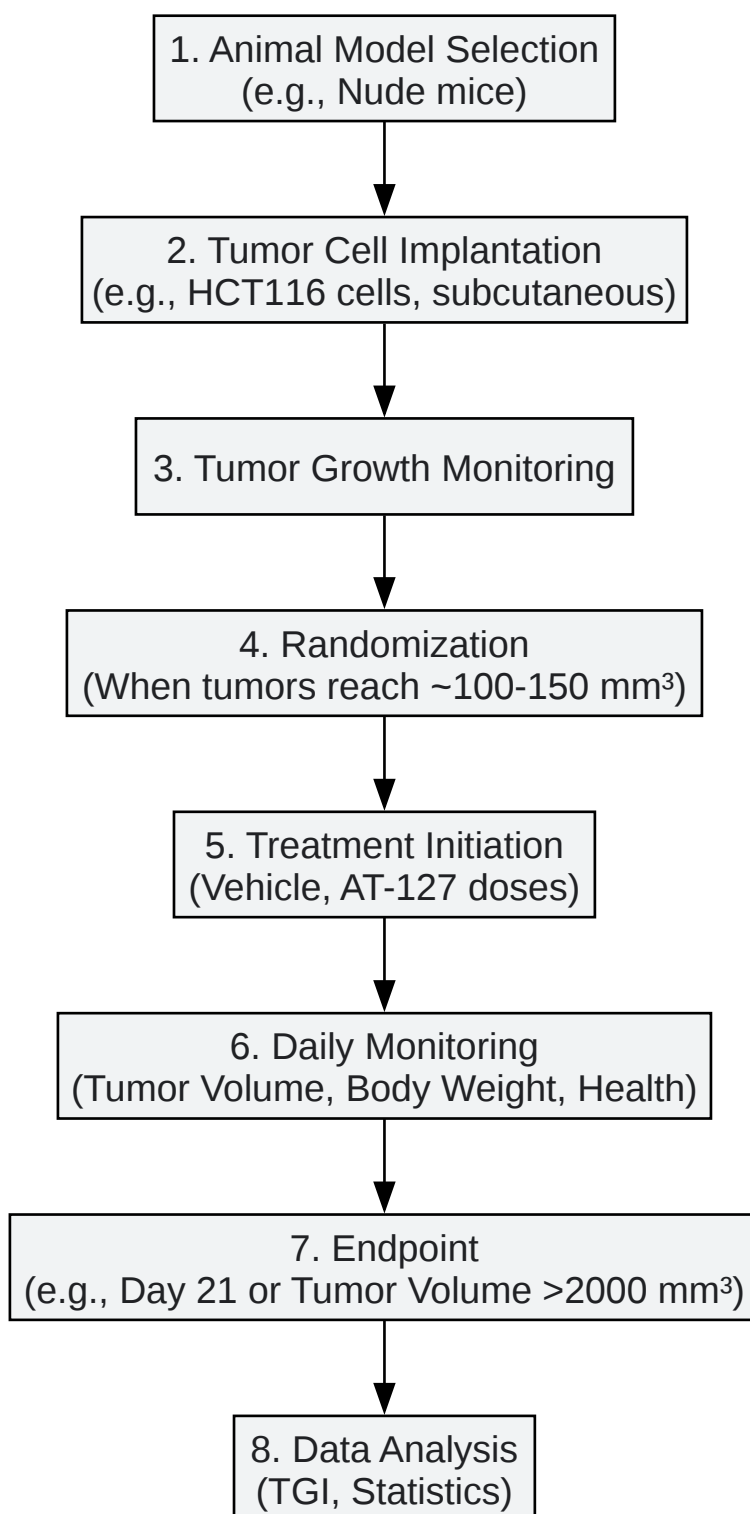 1. Animal Model Selection
(e.g., Nude mice)
2. Tumor Cell Implantation
(e.g., HCT116 cells, subcutaneous)
3. Tumor Growth Monitoring
4. Randomization
(When tumors reach ~100-150 mm³)
5. Treatment Initiation
(Vehicle, AT-127 doses)
6. Daily Monitoring
(Tumor Volume, Body Weight, Health)
7. Endpoint
(e.g., Day 21 or Tumor Volume >2000 mm³)
8. Data Analysis
(TGI, Statistics)